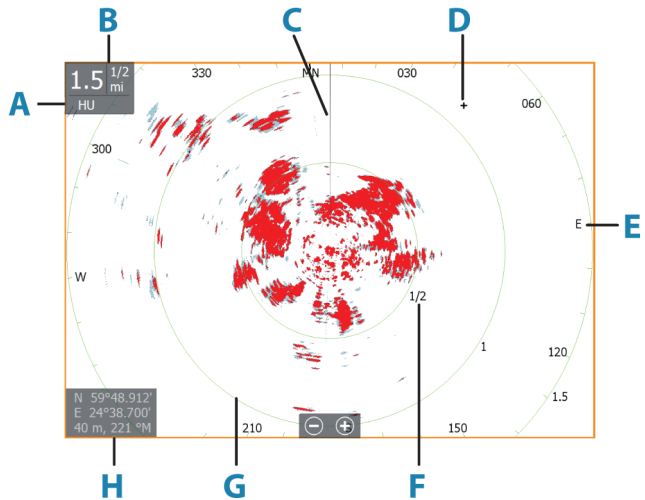 B
C
D
A
1.5 1/2
mi
HU
330
MN
030
060
300
E
E
W
1/2
1
120
1.5
N 59°48.912'
E 24°38.700'
40 m, 221 °M
210
150
H
G
F